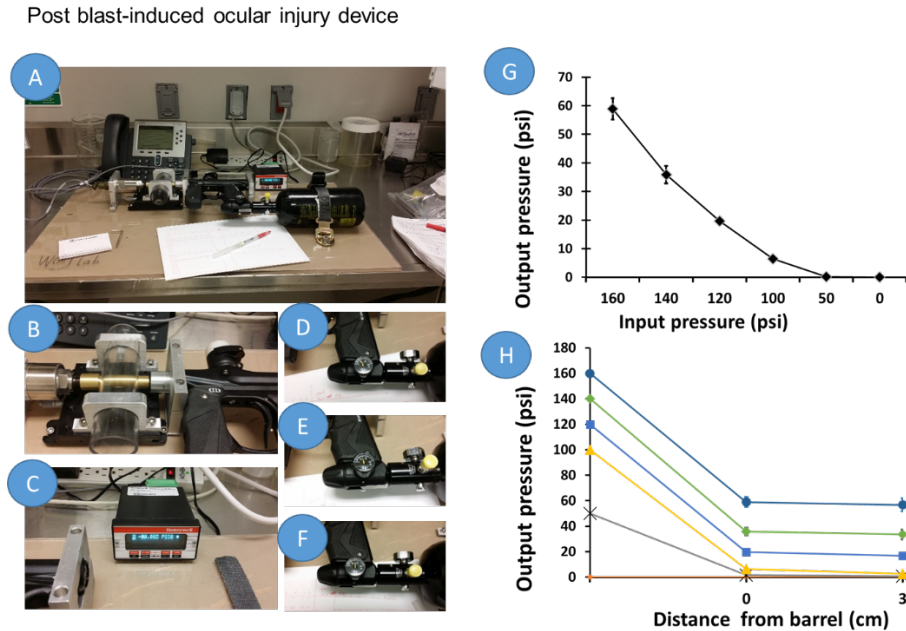 Post blast-induced ocular injury device
A
B
C
D
E
F
G
Output pressure (psi)
70
60
50
40
30
20
10
0
160 140 120 100 50 0
Input pressure (psi)
H
Output pressure (psi)
180
160
140
120
100
80
60
40
20
0
0 3
Distance from barrel (cm)
Honeywell